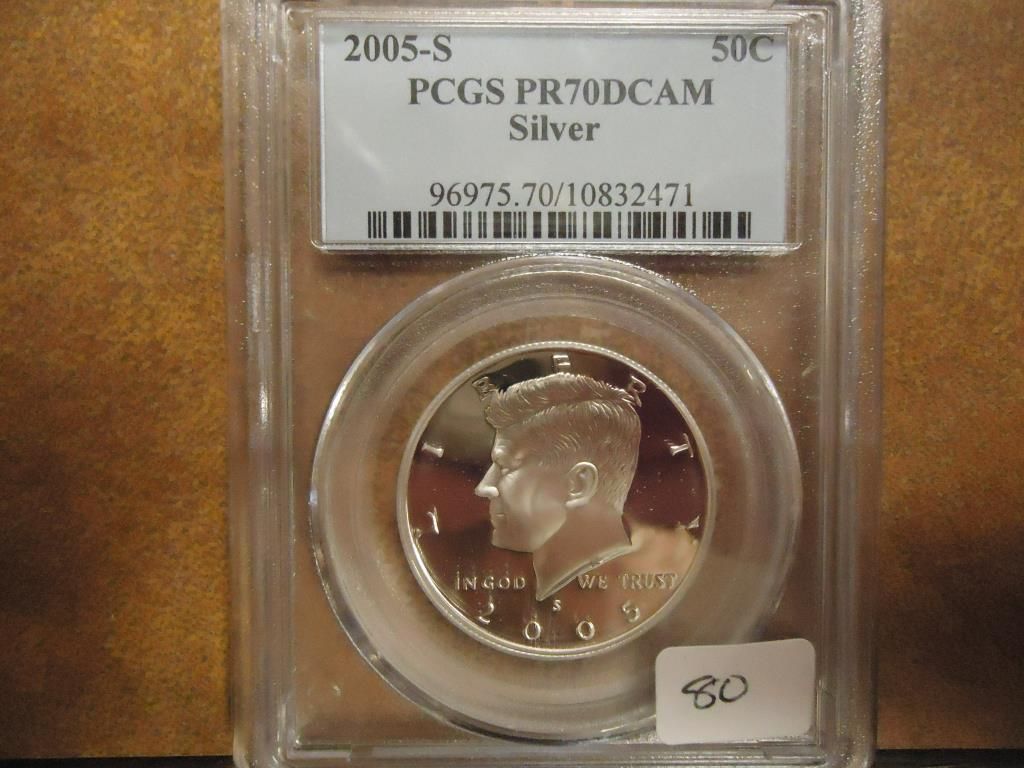 2005-S 50C
PCGS PR70DCAM
Silver
96975.70/10832471
LIBERTY
IN GOD WE TRUST
S
2005
80